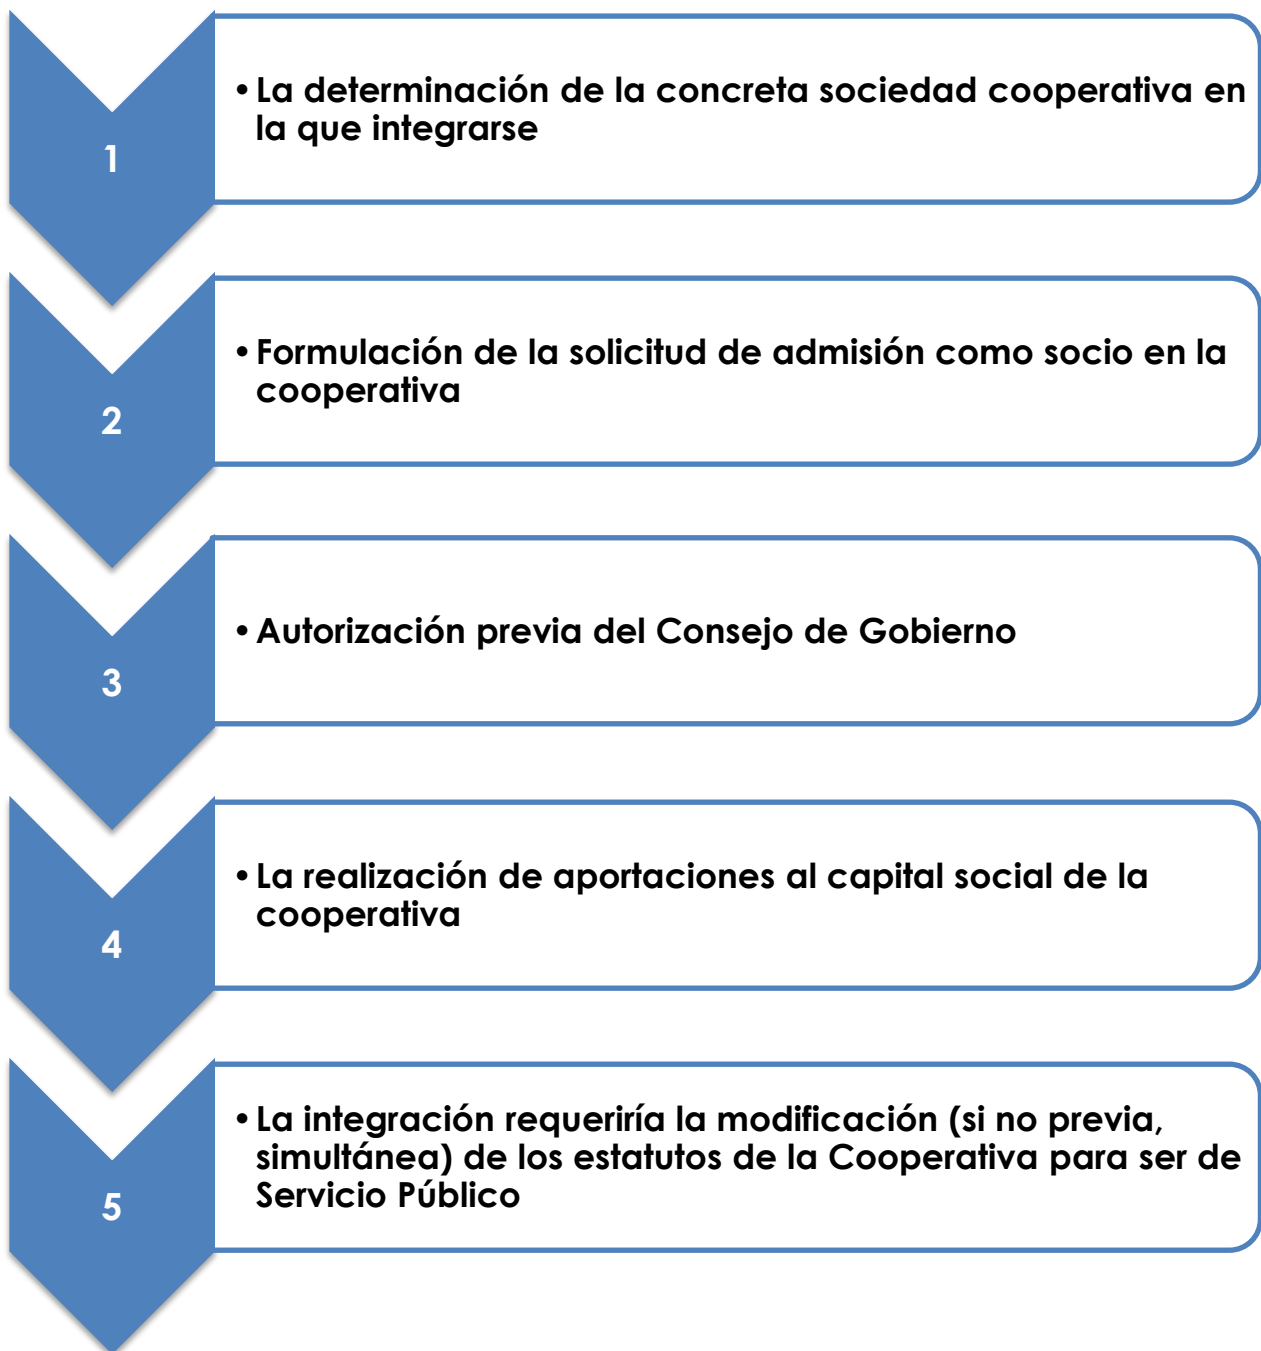 1
• La determinación de la concreta sociedad cooperativa en
la que integrarse
2
• Formulación de la solicitud de admisión como socio en la
cooperativa
3
• Autorización previa del Consejo de Gobierno
4
• La realización de aportaciones al capital social de la
cooperativa
5
• La integración requeriría la modificación (si no previa,
simultánea) de los estatutos de la Cooperativa para ser de
Servicio Público